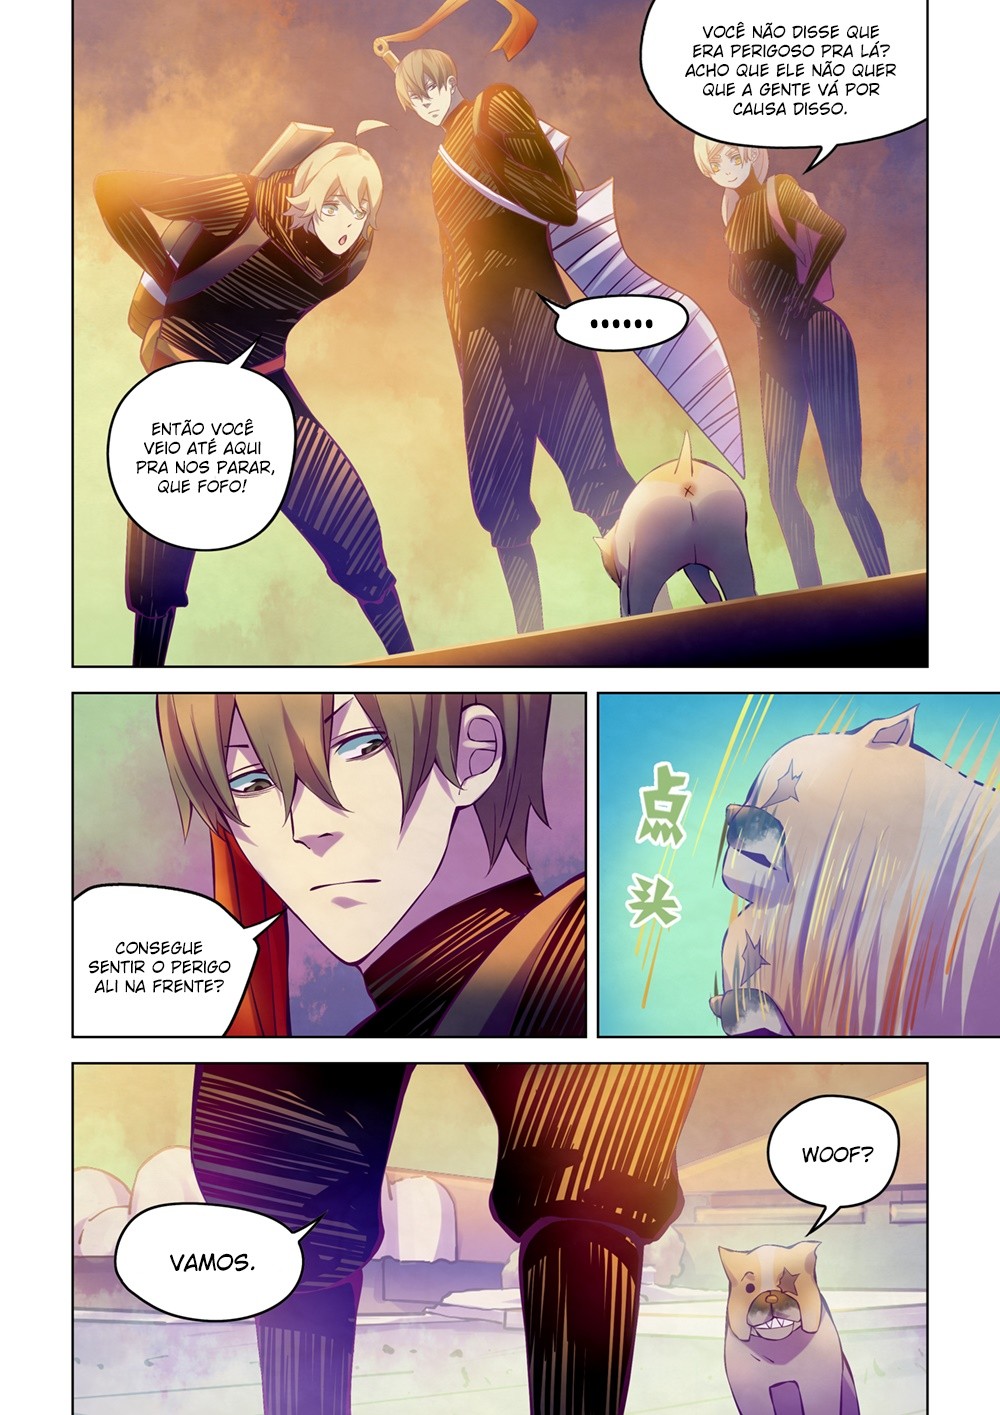 VOCÊ NÃO DISSE QUE
ERA PERIGOSO PRA LÁ?
ACHO QUE ELE NÃO QUER
QUE A GENTE VÁ POR
CAUSA DISSO.
......
ENTÃO VOCÊ
VEIO ATÉ AQUI
PRA NOS PARAR,
QUE FOFO!
CONSEGUE
SENTIR O PERIGO
ALI NA FRENTE?
点
头
WOOF?
VAMOS.